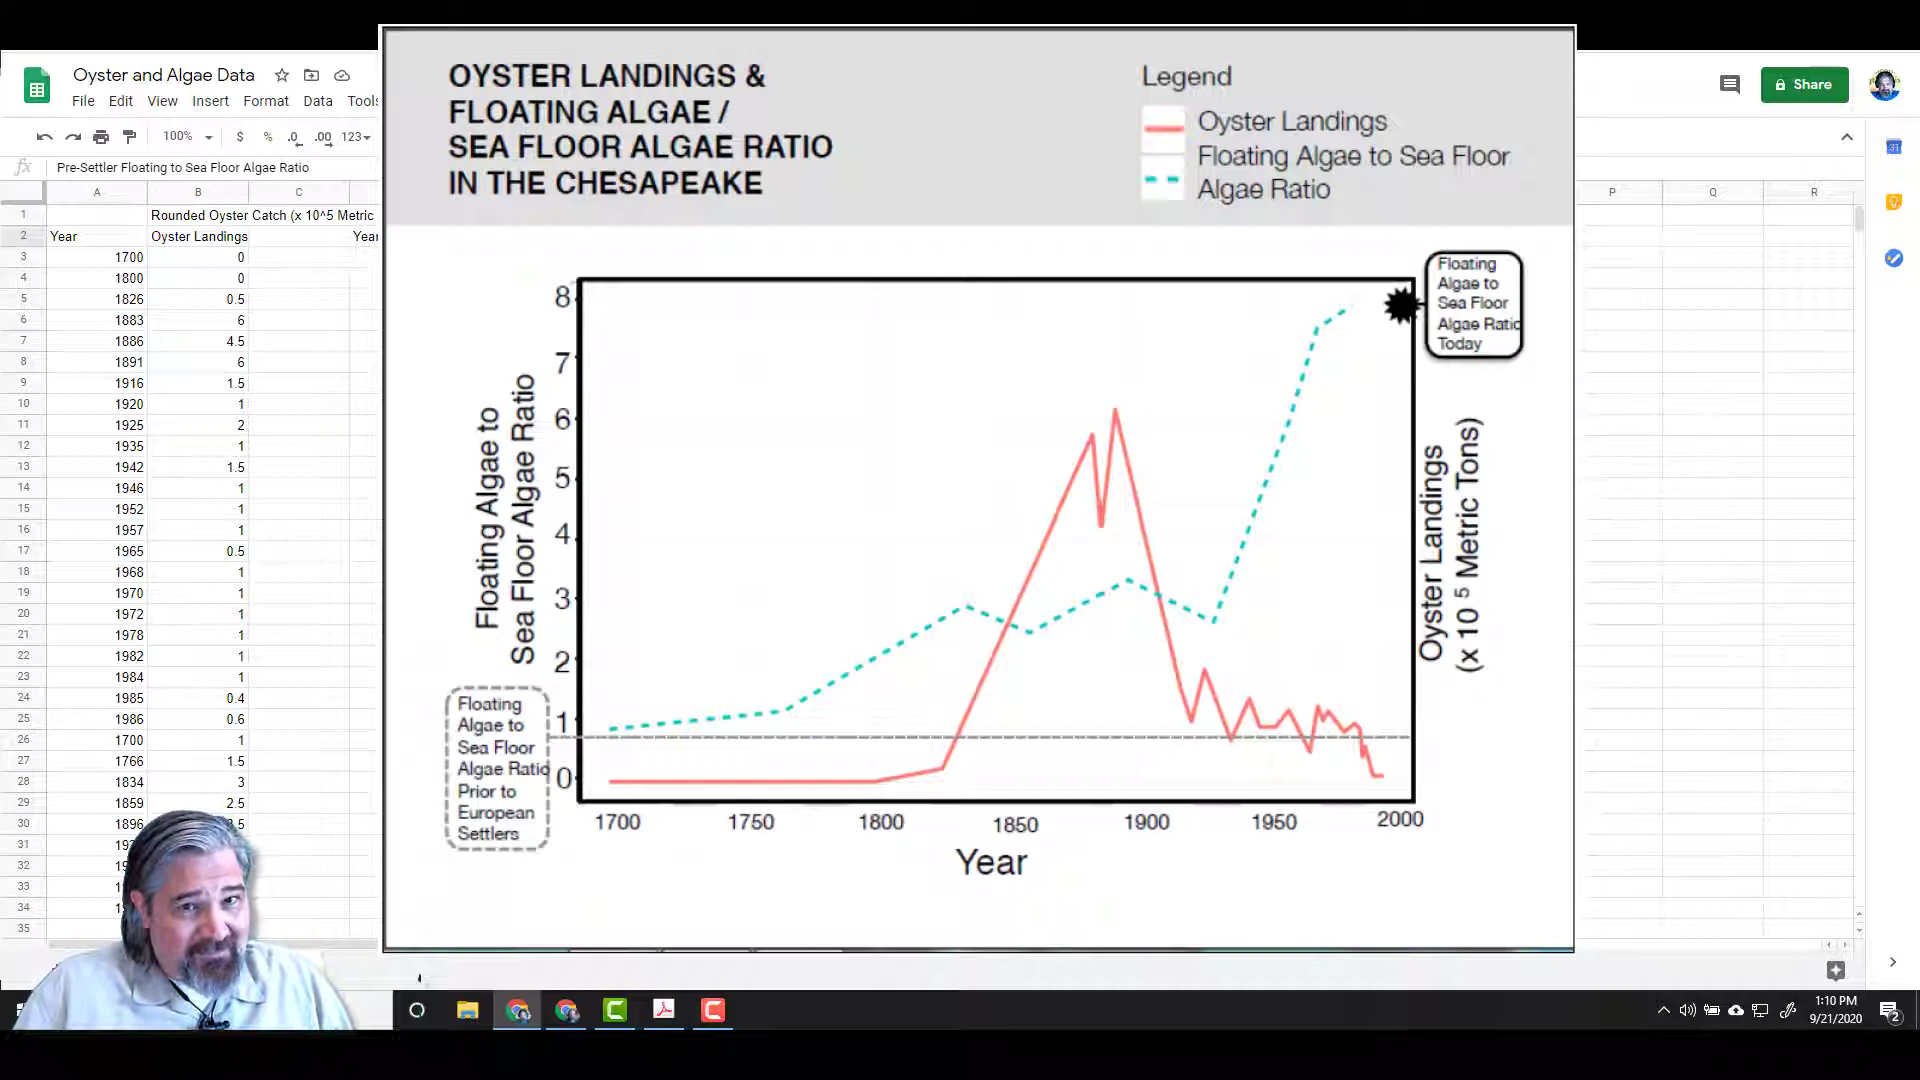 Oyster and Algae Data
File Edit View Insert Format Data Tools
100% $ % .0 .00 123
Share
fx Pre-Settler Floating to Sea Floor Algae Ratio
A B C P Q R
1 Rounded Oyster Catch (x 10^5 Metric
2 Year Oyster Landings Year
3 1700 0
4 1800 0
5 1826 0.5
6 1883 6
7 1886 4.5
8 1891 6
9 1916 1.5
10 1920 1
11 1925 2
12 1935 1
13 1942 1.5
14 1946 1
15 1952 1
16 1957 1
17 1965 0.5
18 1968 1
19 1970 1
20 1972 1
21 1978 1
22 1982 1
23 1984 1
24 1985 0.4
25 1986 0.6
26 1700 1
27 1766 1.5
28 1834 3
29 1859 2.5
30 1896
31
32
33
34
35
OYSTER LANDINGS &
FLOATING ALGAE /
SEA FLOOR ALGAE RATIO
IN THE CHESAPEAKE
Legend
Oyster Landings
Floating Algae to Sea Floor
Algae Ratio
8
7
6
5
4
3
2
1
0
Floating Algae to
Sea Floor Algae Ratio
Floating
Algae to
Sea Floor
Algae Ratio
Prior to
European
Settlers
Floating
Algae to
Sea Floor
Algae Ratio
Today
Oyster Landings
(x 10 5 Metric Tons)
1700 1750 1800 1850 1900 1950 2000
Year
31
1:10 PM
9/21/2020
2